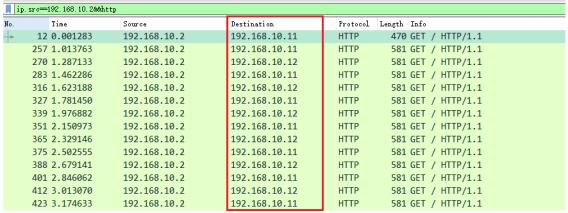 ip.src==192.168.10.2&&http
No. Time Source Destination Protocol Length Info
12 0.001283 192.168.10.2 192.168.10.11 HTTP 470 GET / HTTP/1.1
257 1.013763 192.168.10.2 192.168.10.11 HTTP 581 GET / HTTP/1.1
270 1.287133 192.168.10.2 192.168.10.12 HTTP 581 GET / HTTP/1.1
283 1.462286 192.168.10.2 192.168.10.11 HTTP 581 GET / HTTP/1.1
316 1.623188 192.168.10.2 192.168.10.12 HTTP 581 GET / HTTP/1.1
327 1.781450 192.168.10.2 192.168.10.11 HTTP 581 GET / HTTP/1.1
339 1.976882 192.168.10.2 192.168.10.12 HTTP 581 GET / HTTP/1.1
351 2.150973 192.168.10.2 192.168.10.11 HTTP 581 GET / HTTP/1.1
365 2.329146 192.168.10.2 192.168.10.12 HTTP 581 GET / HTTP/1.1
375 2.502555 192.168.10.2 192.168.10.11 HTTP 581 GET / HTTP/1.1
388 2.679141 192.168.10.2 192.168.10.12 HTTP 581 GET / HTTP/1.1
401 2.846062 192.168.10.2 192.168.10.11 HTTP 581 GET / HTTP/1.1
412 3.013070 192.168.10.2 192.168.10.12 HTTP 581 GET / HTTP/1.1
423 3.174633 192.168.10.2 192.168.10.11 HTTP 581 GET / HTTP/1.1